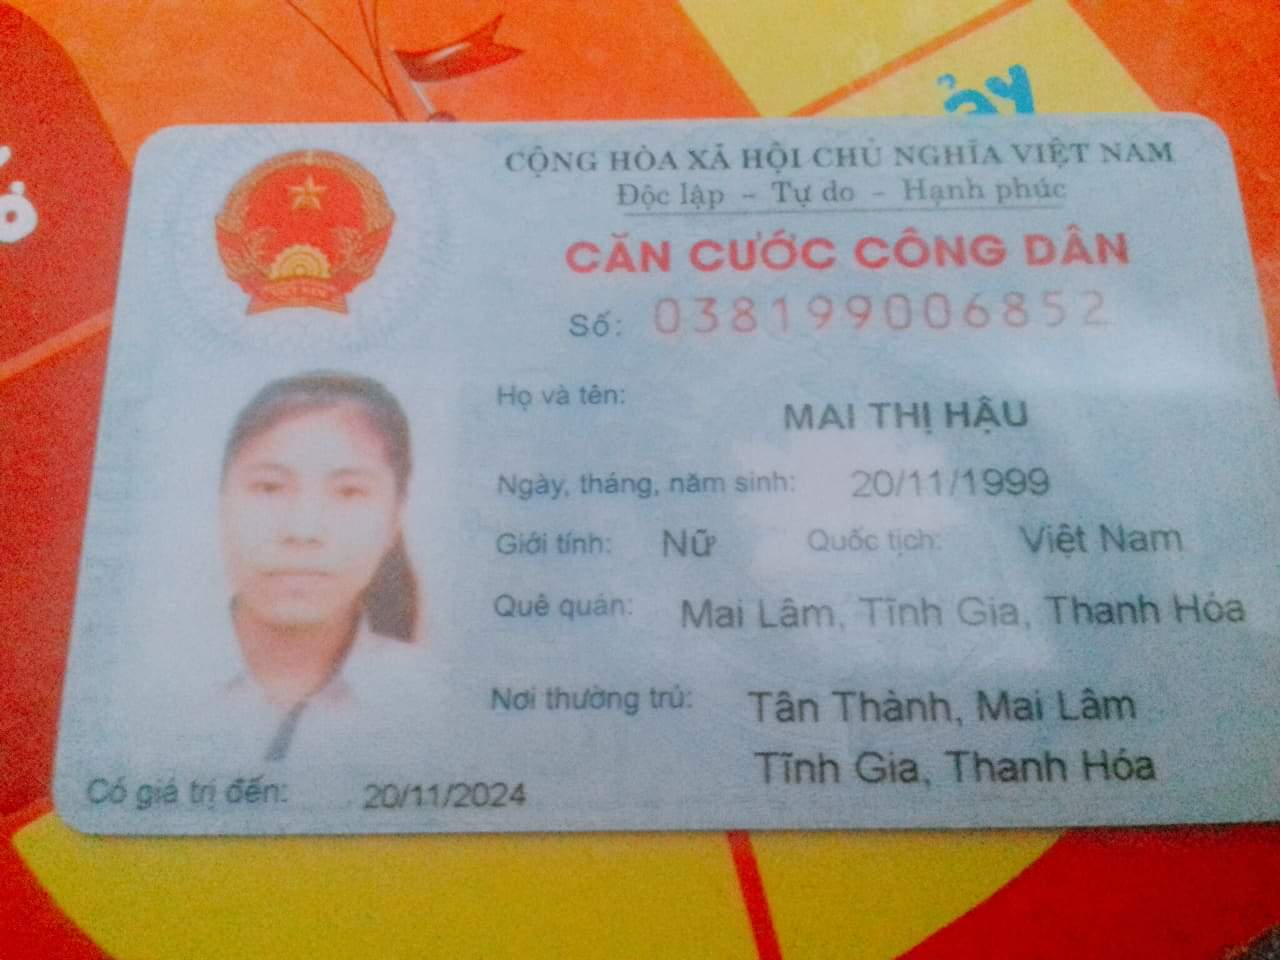 ẢY
CỘNG HÒA XÃ HỘI CHỦ NGHĨA VIỆT NAM
Độc lập - Tự do - Hạnh phúc
CĂN CƯỚC CÔNG DÂN
Số: 038199006852
Họ và tên: MAI THỊ HẬU
Ngày, tháng, năm sinh: 20/11/1999
Giới tính: Nữ Quốc tịch: Việt Nam
Quê quán: Mai Lâm, Tĩnh Gia, Thanh Hóa
Nơi thường trú: Tân Thành, Mai Lâm
Tĩnh Gia, Thanh Hóa
Có giá trị đến: 20/11/2024